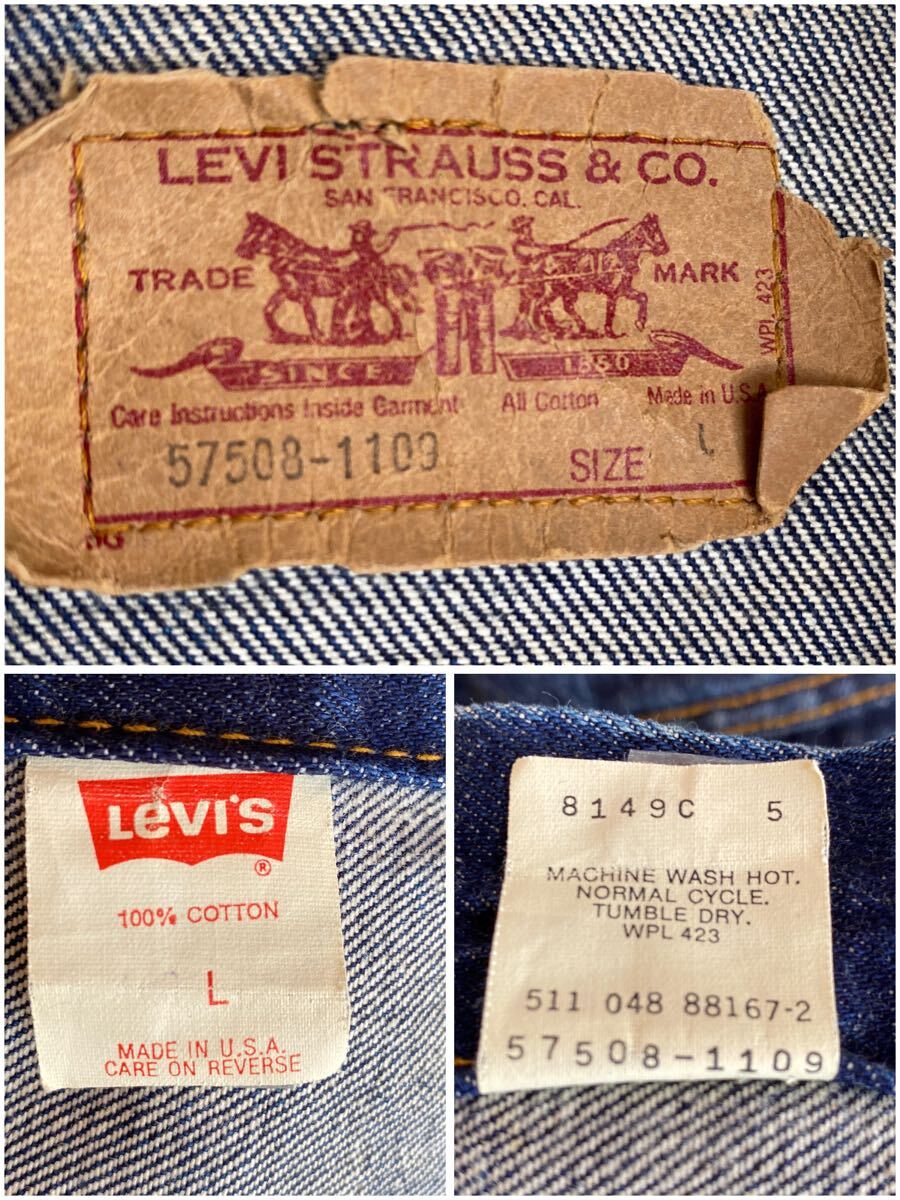 LEVI STRAUSS & CO.
SAN FRANCISCO. CAL.
TRADE MARK
WPL 423
SINCE 1850
Care Instructions Inside Garment All Cotton Made in U.S.A
57508-1109 SIZE L
LEVI'S
®
100% COTTON
L
MADE IN U.S.A.
CARE ON REVERSE
8149C 5
MACHINE WASH HOT.
NORMAL CYCLE.
TUMBLE DRY.
WPL 423
511 048 88167-2
57508-1109